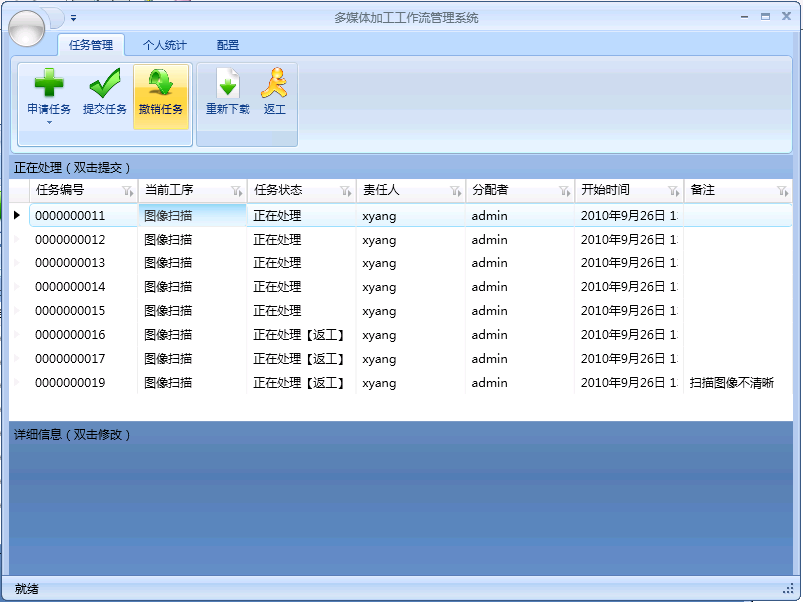 多媒体加工工作流管理系统
任务管理 个人统计 配置
申请任务 提交任务 撤销任务 重新下载 返工
正在处理（双击提交）
任务编号 当前工序 任务状态 责任人 分配者 开始时间 备注
0000000011 图像扫描 正在处理 xyang admin 2010年9月26日 1
0000000012 图像扫描 正在处理 xyang admin 2010年9月26日 1
0000000013 图像扫描 正在处理 xyang admin 2010年9月26日 1
0000000014 图像扫描 正在处理 xyang admin 2010年9月26日 1
0000000015 图像扫描 正在处理 xyang admin 2010年9月26日 1
0000000016 图像扫描 正在处理【返工】 xyang admin 2010年9月26日 1
0000000017 图像扫描 正在处理【返工】 xyang admin 2010年9月26日 1
0000000019 图像扫描 正在处理【返工】 xyang admin 2010年9月26日 1 扫描图像不清晰
详细信息（双击修改）
就绪